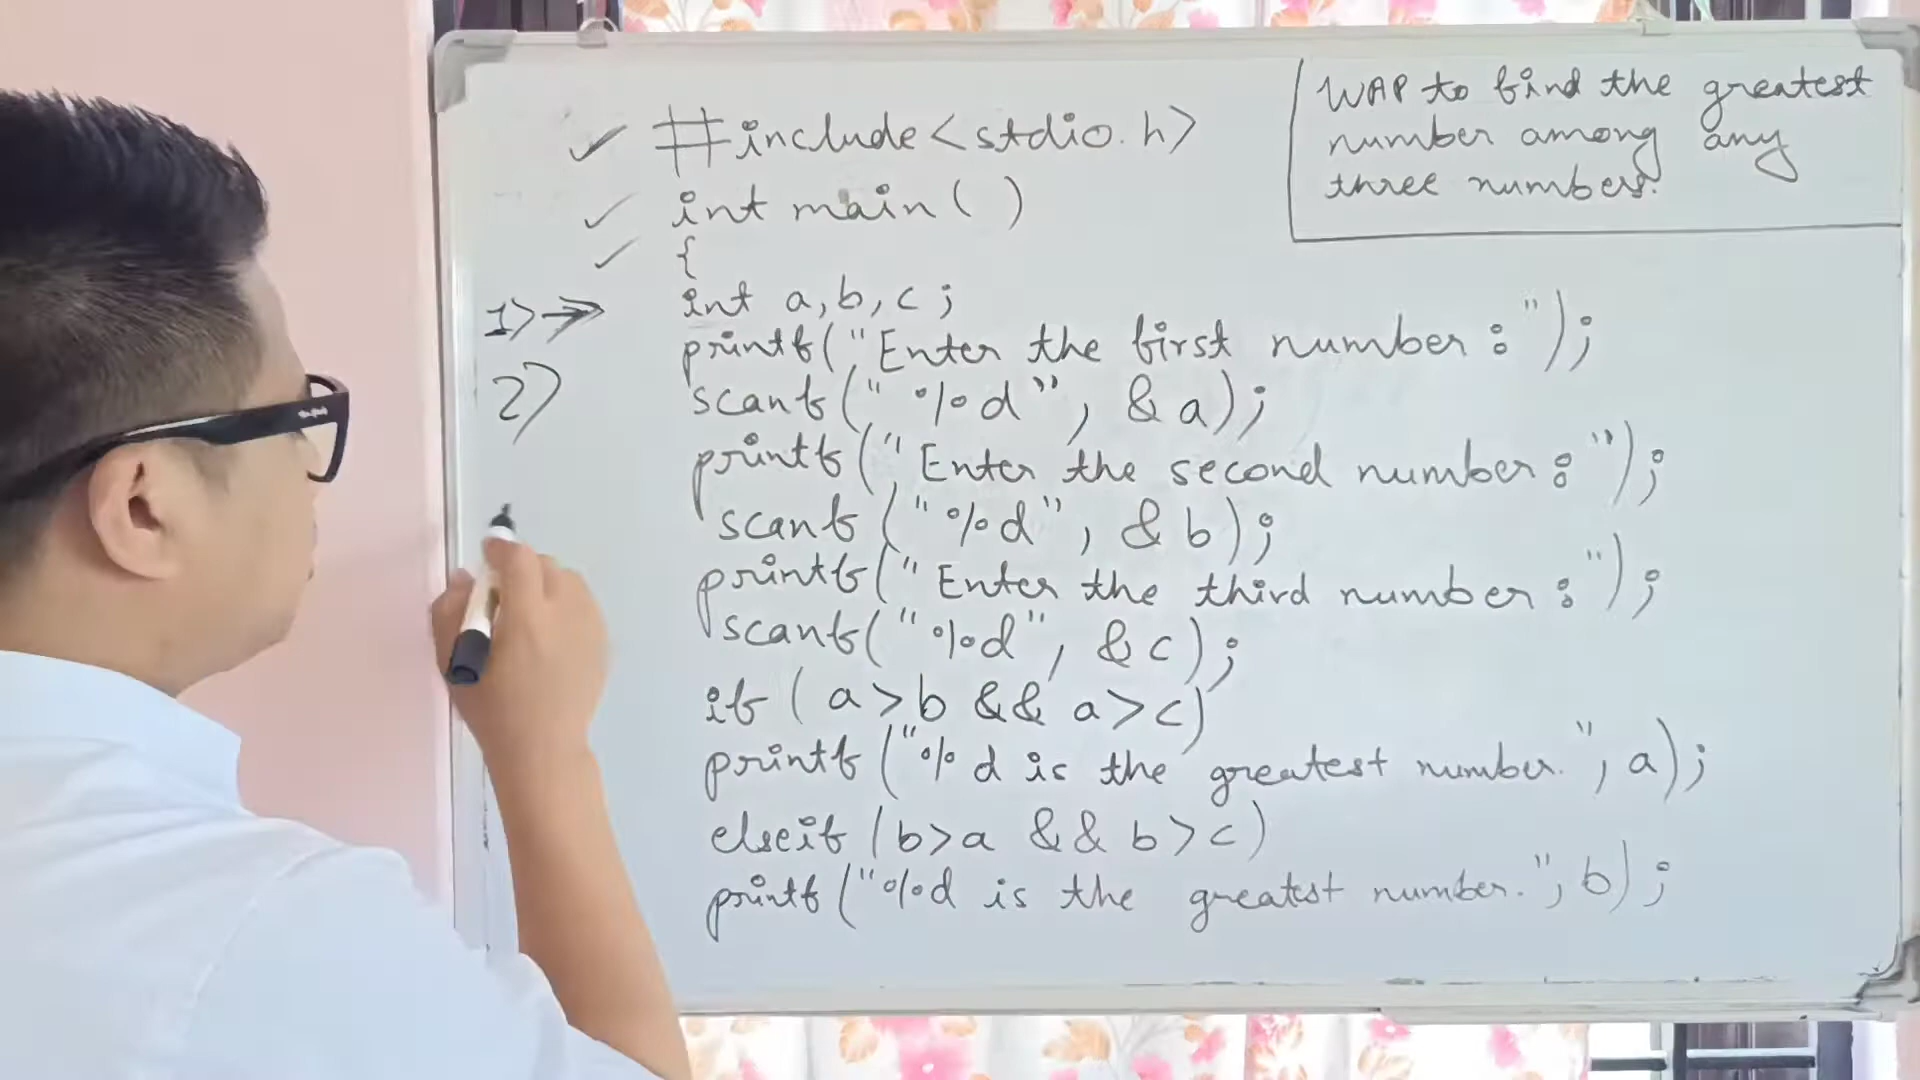 WAP to find the greatest
number among any
three numbers.
✓ #include<stdio.h>
✓ int main( )
✓ {
1)→ int a,b,c;
printf("Enter the first number:");
2) scanf("%d", &a);
printf("Enter the second number:");
scanf("%d", &b);
printf("Enter the third number:");
scanf("%d", &c);
if (a>b && a>c)
printf("%d is the greatest number.", a);
elseif (b>a && b>c)
printf("%d is the greatest number.", b);